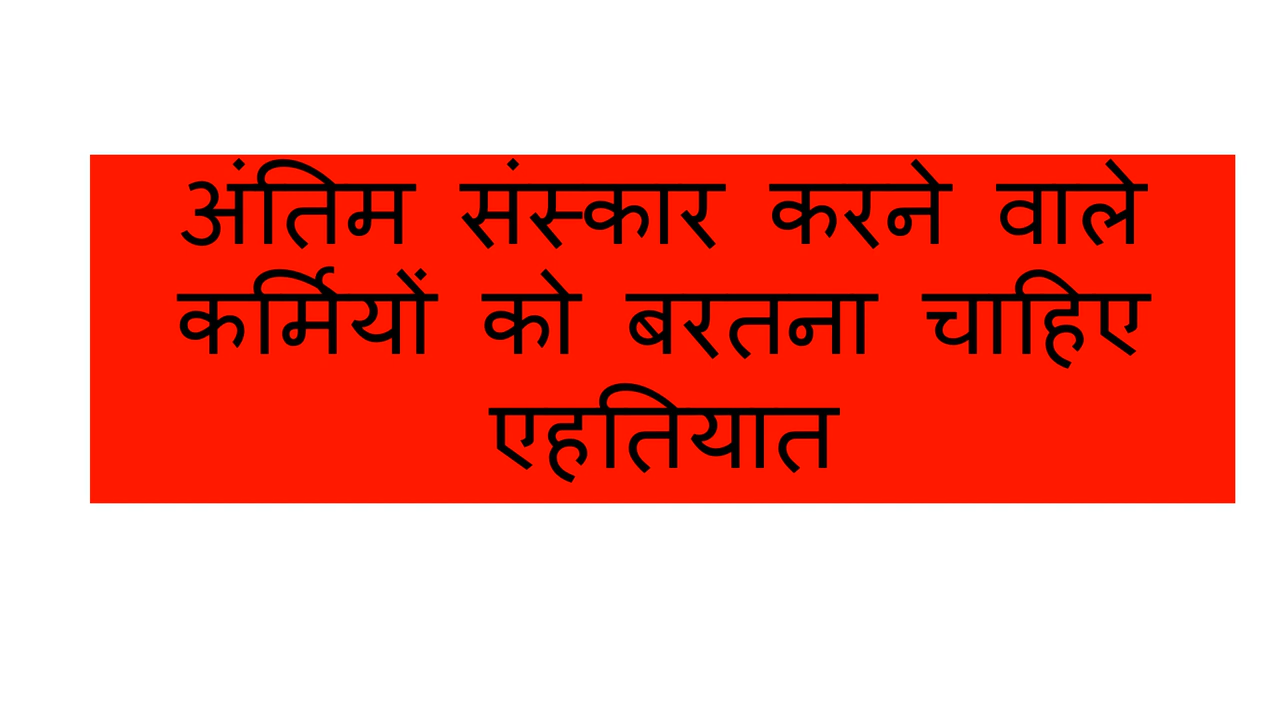 अंतिम संस्कार करने वाले
कर्मियों को बरतना चाहिए
एहतियात